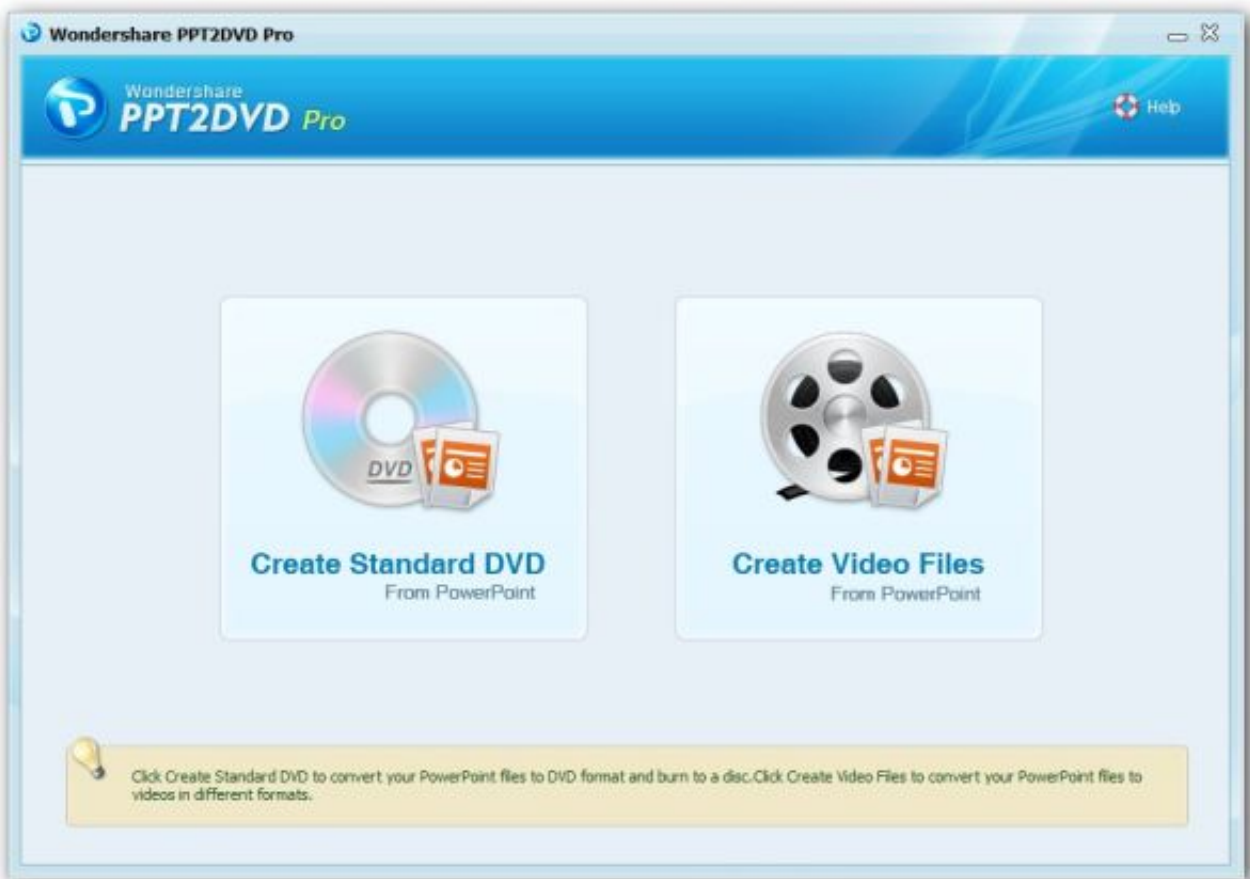 Wondershare PPT2DVD Pro
Wondershare
PPT2DVD Pro
Help
DVD
Create Standard DVD
From PowerPoint
Create Video Files
From PowerPoint
Click Create Standard DVD to convert your PowerPoint files to DVD format and burn to a disc.Click Create Video Files to convert your PowerPoint files to
videos in different formats.